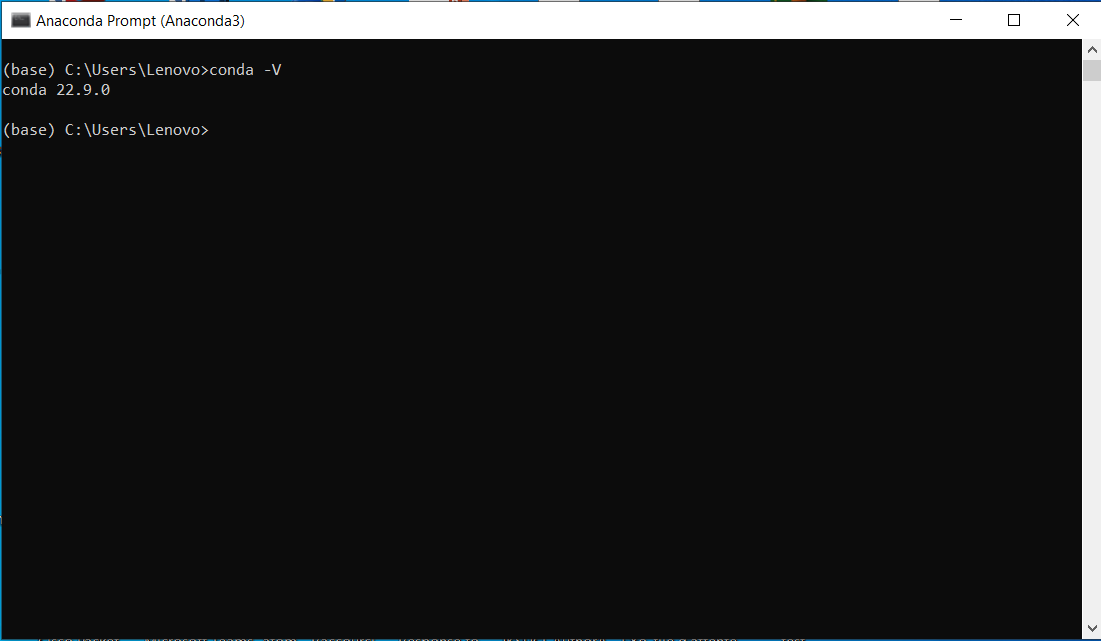 Anaconda Prompt (Anaconda3)
(base) C:\Users\Lenovo>conda -V
conda 22.9.0
(base) C:\Users\Lenovo>